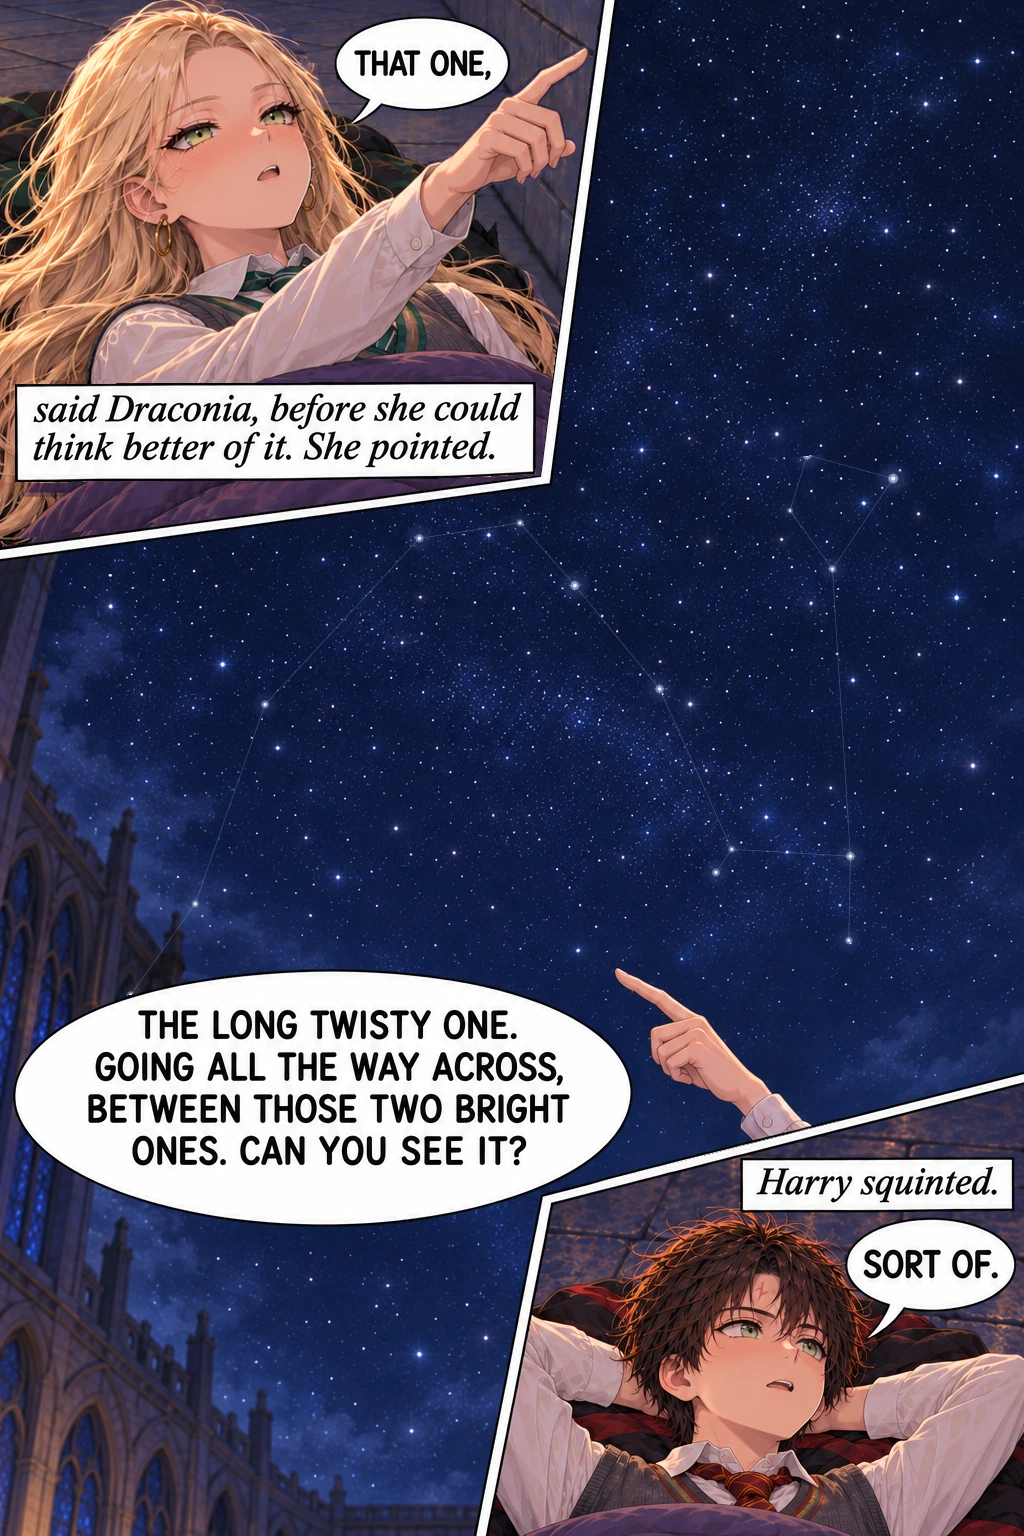 THAT ONE,
said Draconia, before she could
think better of it. She pointed.
THE LONG TWISTY ONE.
GOING ALL THE WAY ACROSS,
BETWEEN THOSE TWO BRIGHT
ONES. CAN YOU SEE IT?
Harry squinted.
SORT OF.